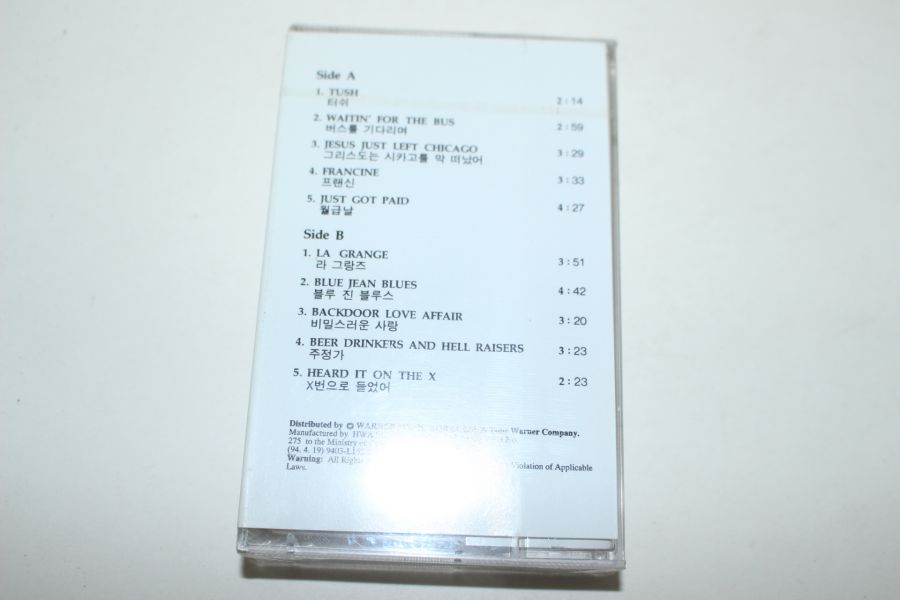 Side A
1. TUSH 2:14
터쉬
2. WAITIN' FOR THE BUS 2:59
버스를 기다리며
3. JESUS JUST LEFT CHICAGO 3:29
그리스도는 시카고를 막 떠났어
4. FRANCINE 3:33
프랜신
5. JUST GOT PAID 4:27
월급날
Side B
1. LA GRANGE 3:51
라 그랑즈
2. BLUE JEAN BLUES 4:42
블루 진 블루스
3. BACKDOOR LOVE AFFAIR 3:20
비밀스러운 사랑
4. BEER DRINKERS AND HELL RAISERS 3:23
주정가
5. HEARD IT ON THE X 2:23
X번으로 들었어
Distributed by Warner Company.
Manufactured by
275 to the Ministry of
(94. 4. 19)
Warning: All Rights Violation of Applicable
Laws.